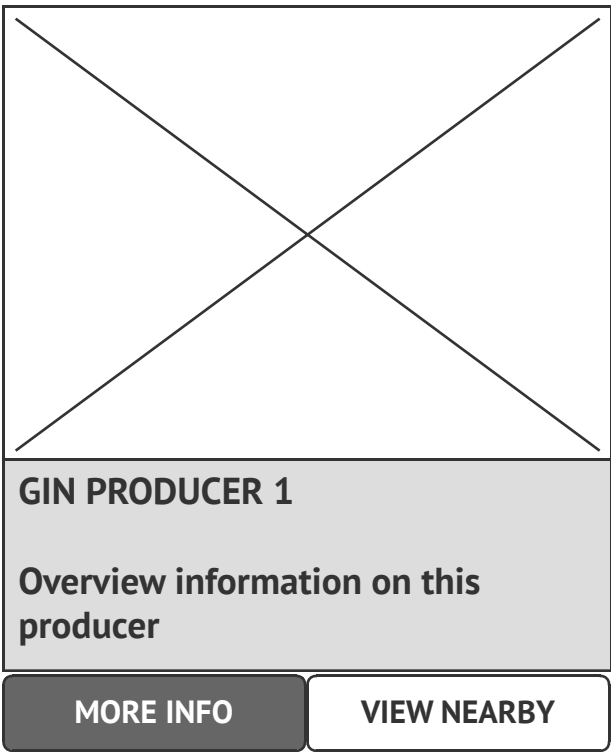 GIN PRODUCER 1
Overview information on this
producer
MORE INFO
VIEW NEARBY